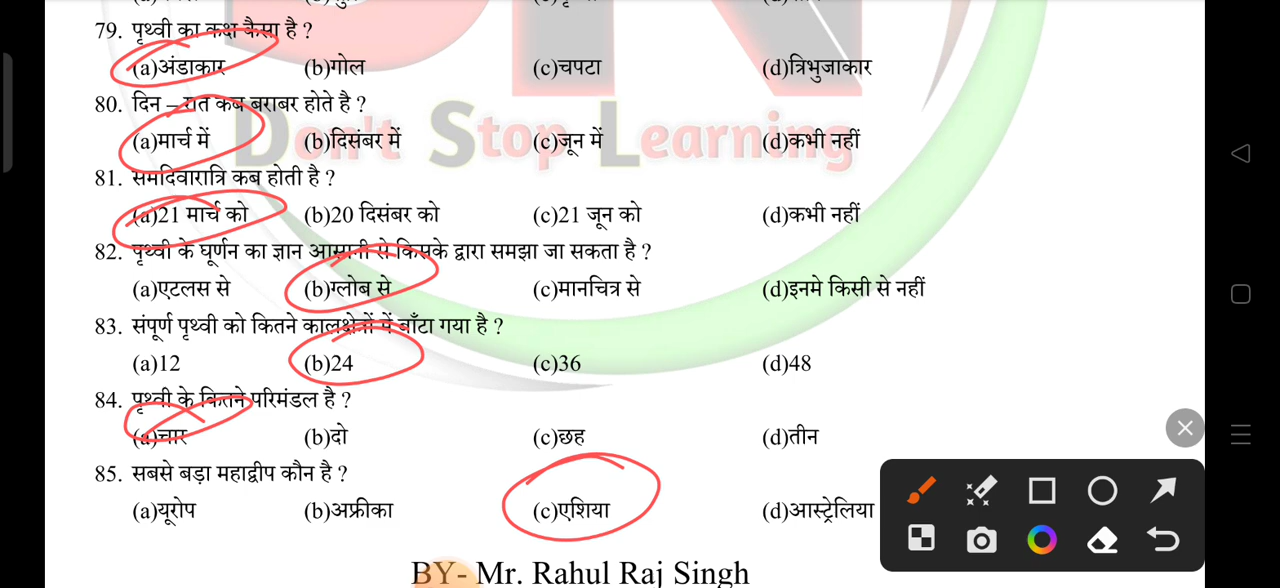 79. पृथ्वी का कक्ष कैसा है ?
(a)अंडाकार (b)गोल (c)चपटा (d)त्रिभुजाकार
80. दिन – रात कब बराबर होते है ?
(a)मार्च में (b)दिसंबर में (c)जून में (d)कभी नहीं
Don't Stop Learning
81. समदिवारात्रि कब होती है ?
(a)21 मार्च को (b)20 दिसंबर को (c)21 जून को (d)कभी नहीं
82. पृथ्वी के घूर्णन का ज्ञान आसानी से किसके द्वारा समझा जा सकता है ?
(a)एटलस से (b)ग्लोब से (c)मानचित्र से (d)इनमे किसी से नहीं
83. संपूर्ण पृथ्वी को कितने कालक्षेत्रों में बाँटा गया है ?
(a)12 (b)24 (c)36 (d)48
84. पृथ्वी के कितने परिमंडल है ?
(a)चार (b)दो (c)छह (d)तीन
85. सबसे बड़ा महाद्वीप कौन है ?
(a)यूरोप (b)अफ्रीका (c)एशिया (d)आस्ट्रेलिया
BY- Mr. Rahul Raj Singh